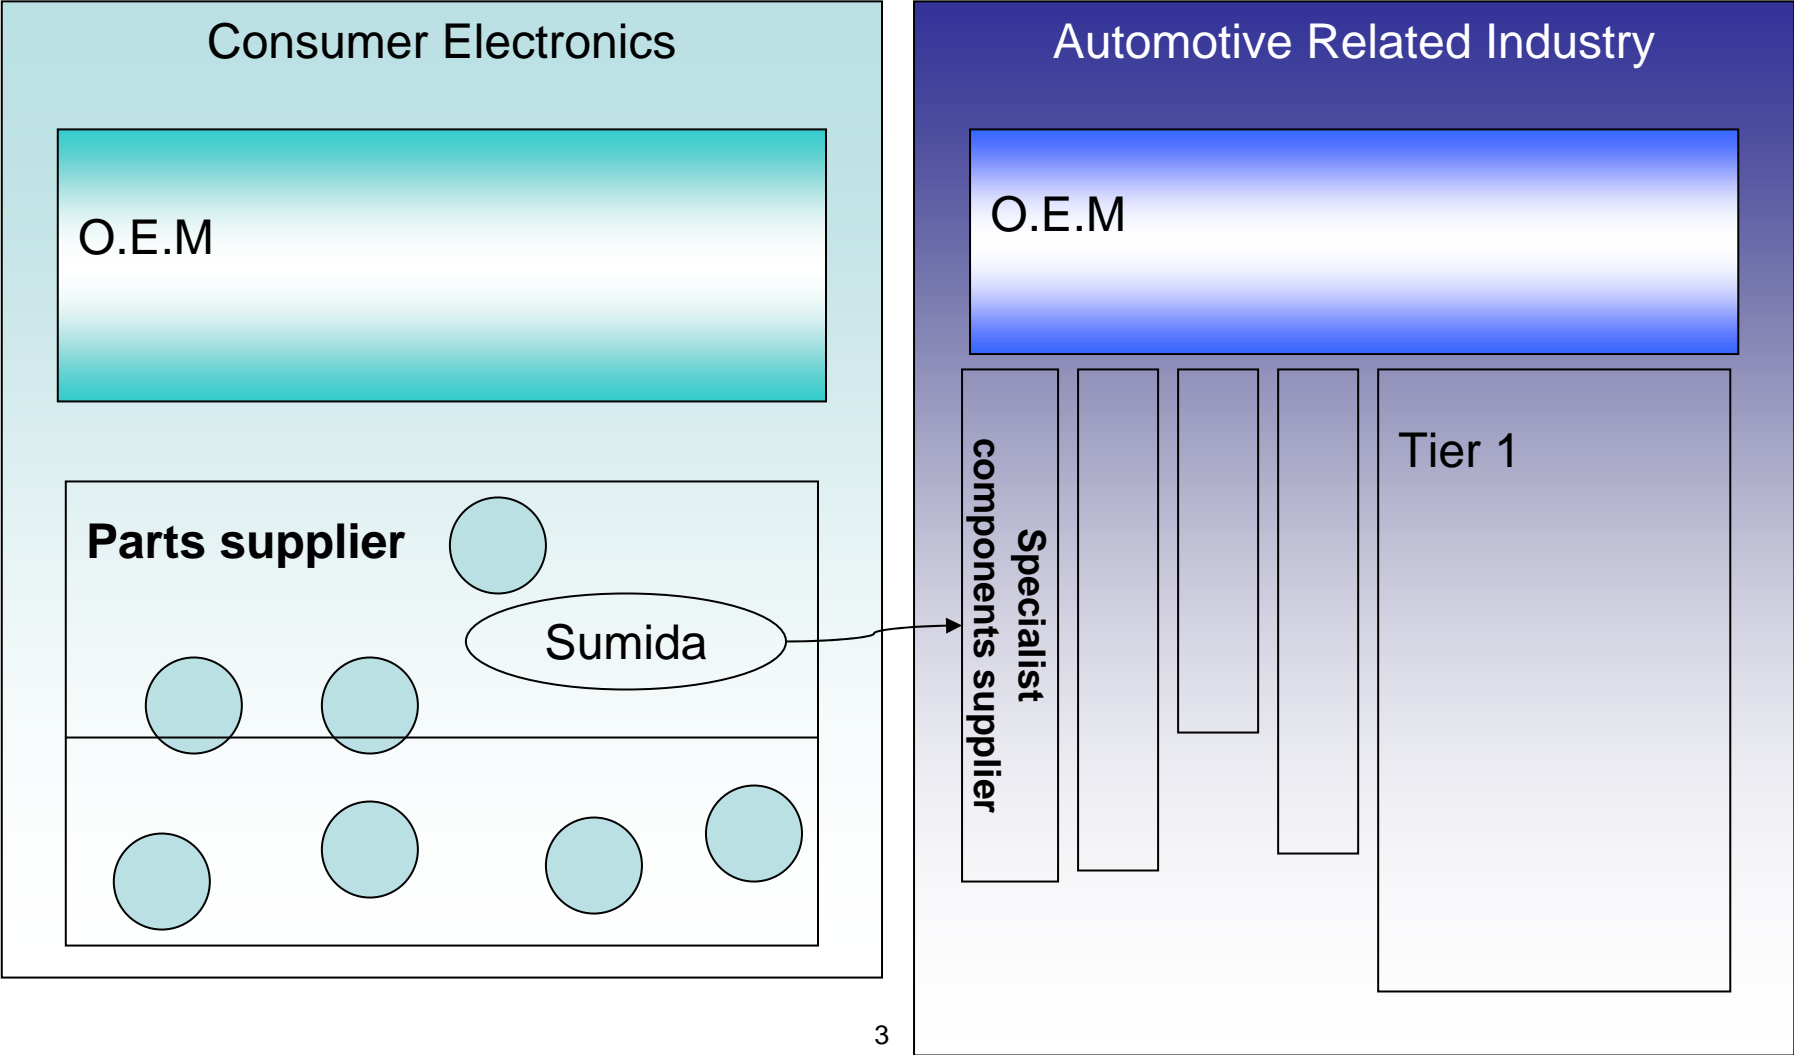 Consumer Electronics
O.E.M
Parts supplier
Sumida
Automotive Related Industry
O.E.M
Specialist
components supplier
Tier 1
3